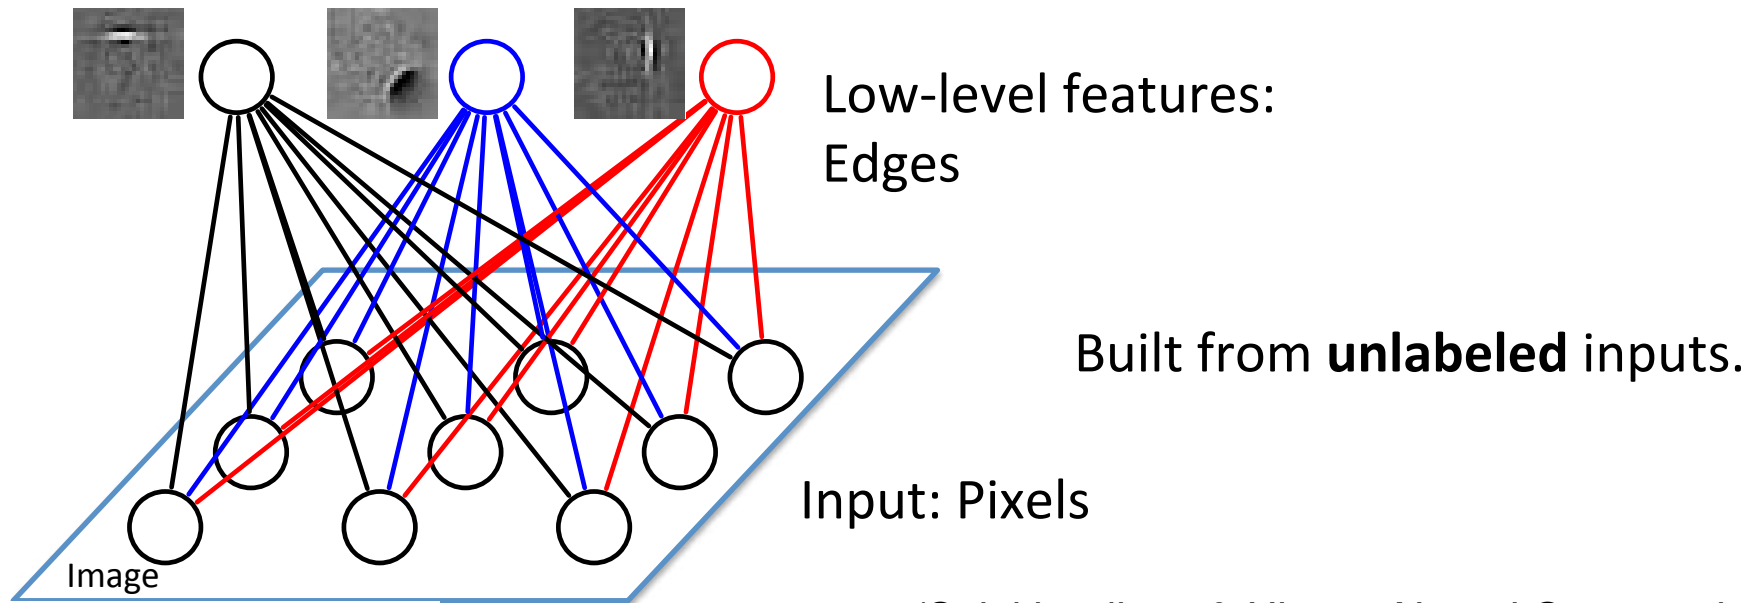 Low-level features:
Edges
Built from unlabeled inputs.
Input: Pixels
Image